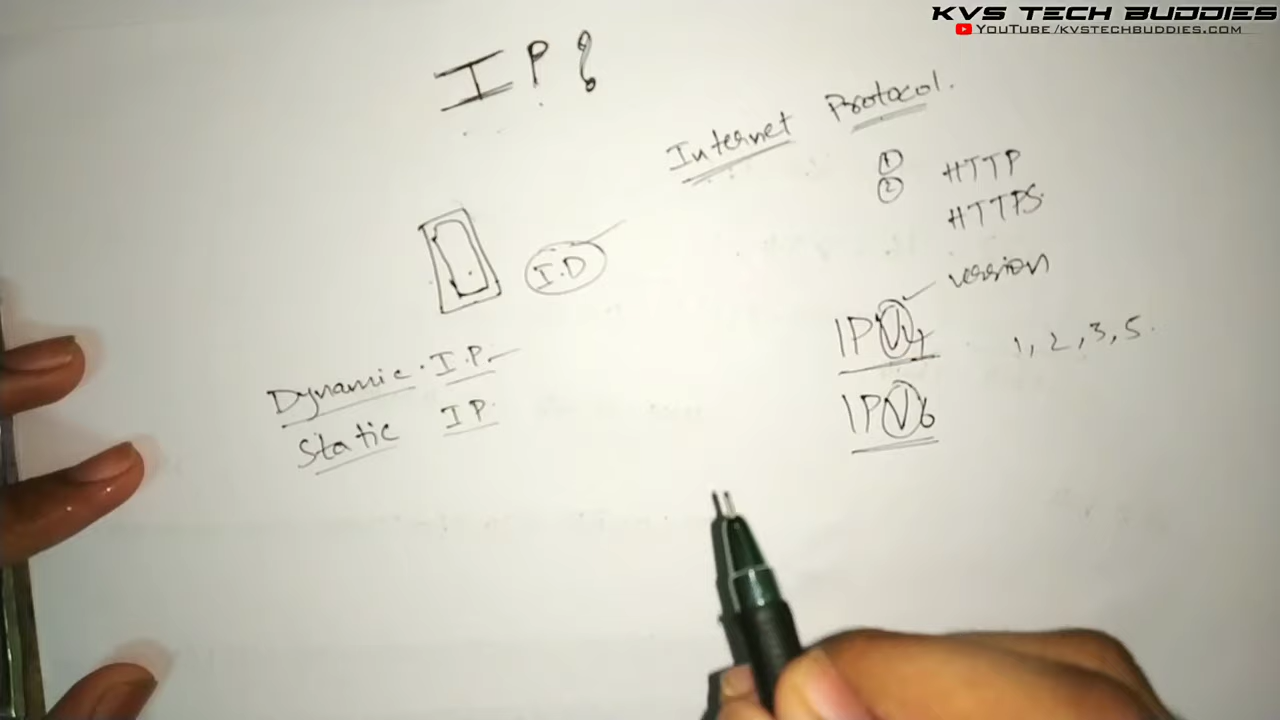 KVS TECH BUDDIES
YouTube/kvstechbuddies.com
IP?
Internet Protocol.
① HTTP
② HTTPS.
I.D
version
IPV4 1, 2, 3, 5.
IPV6
Dynamic. I.P.
Static IP.